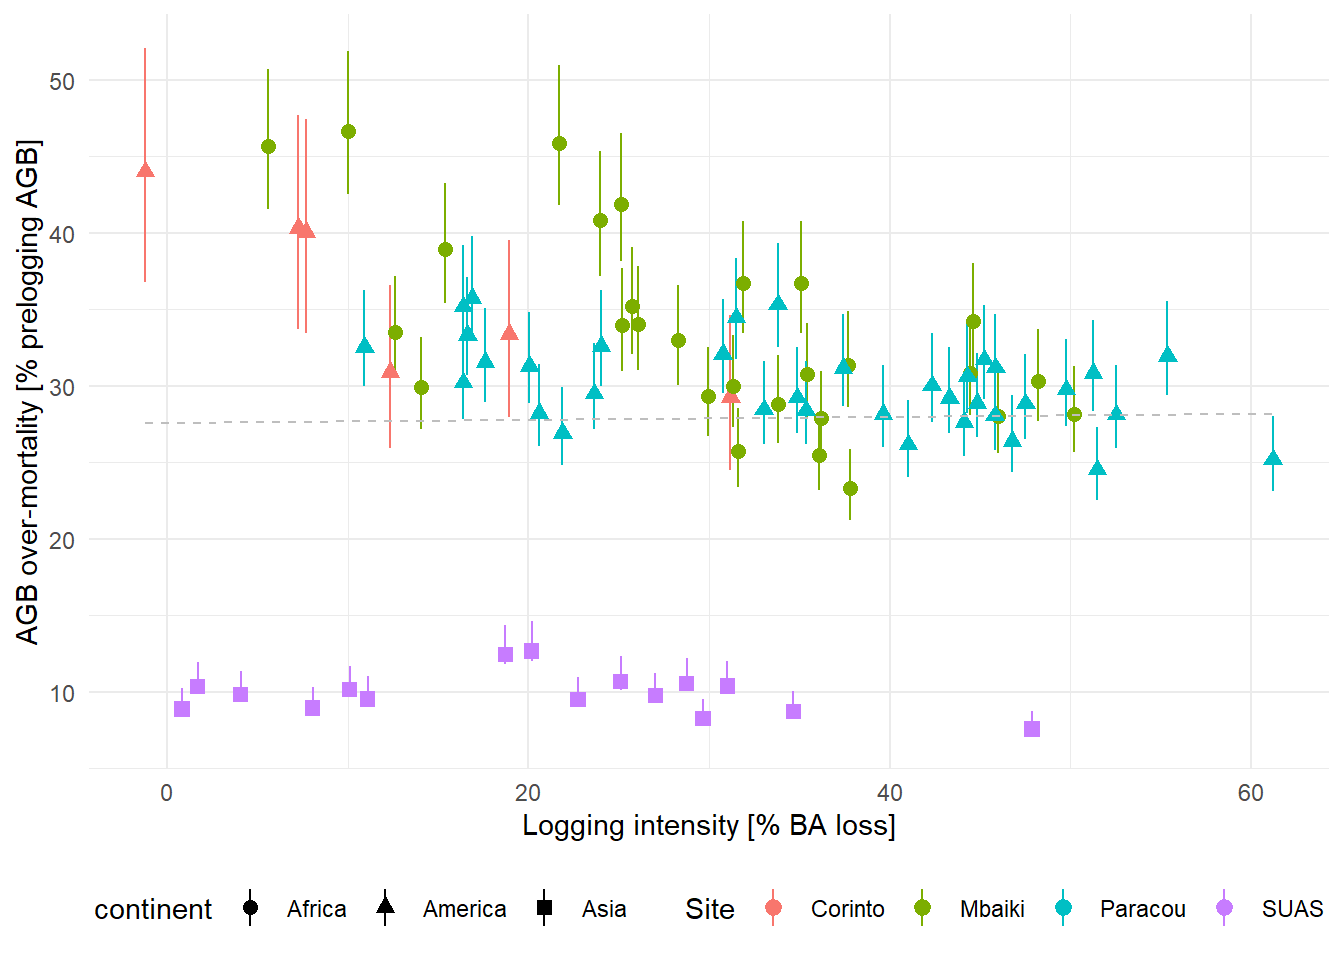 AGB over-mortality [% prelogging AGB]
50
40
30
20
10
0 20 40 60
Logging intensity [% BA loss]
continent Africa America Asia Site Corinto Mbaiki Paracou SUAS